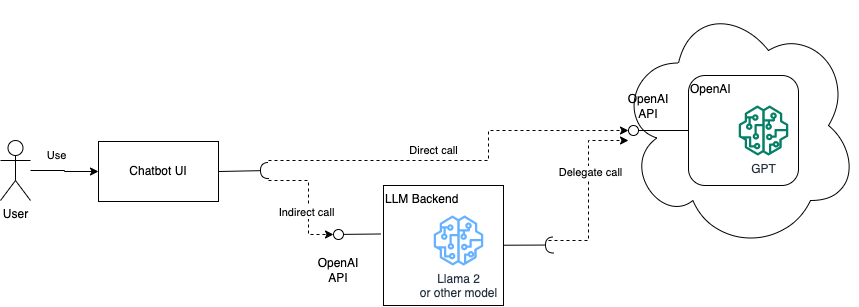 User
Use
Chatbot UI
Direct call
Indirect call
OpenAI
API
LLM Backend
Llama 2
or other model
Delegate call
OpenAI
API
OpenAI
GPT